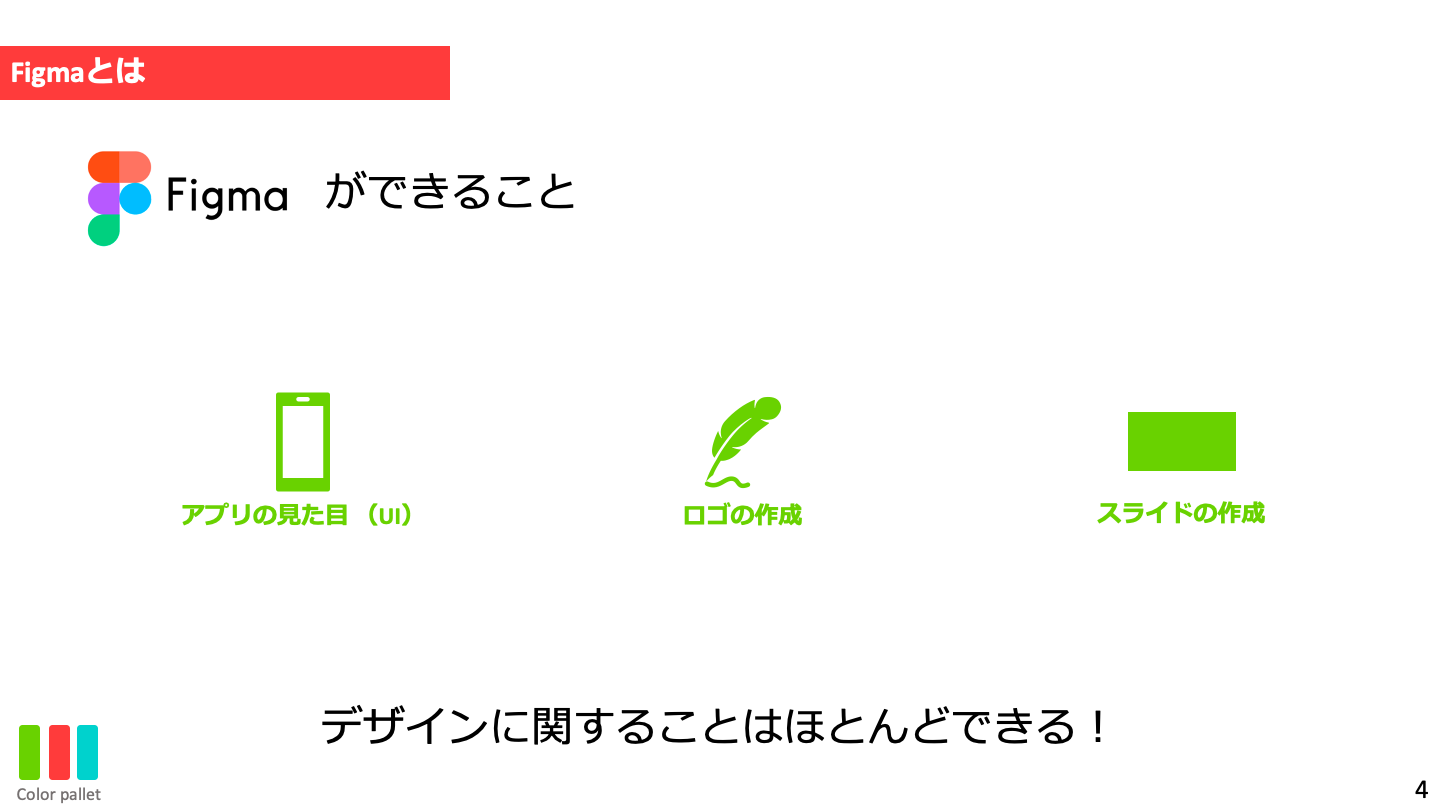 Figmaとは
Figma ができること
アプリの見た目（UI）
ロゴの作成
スライドの作成
デザインに関することはほとんどできる！
Color pallet
4